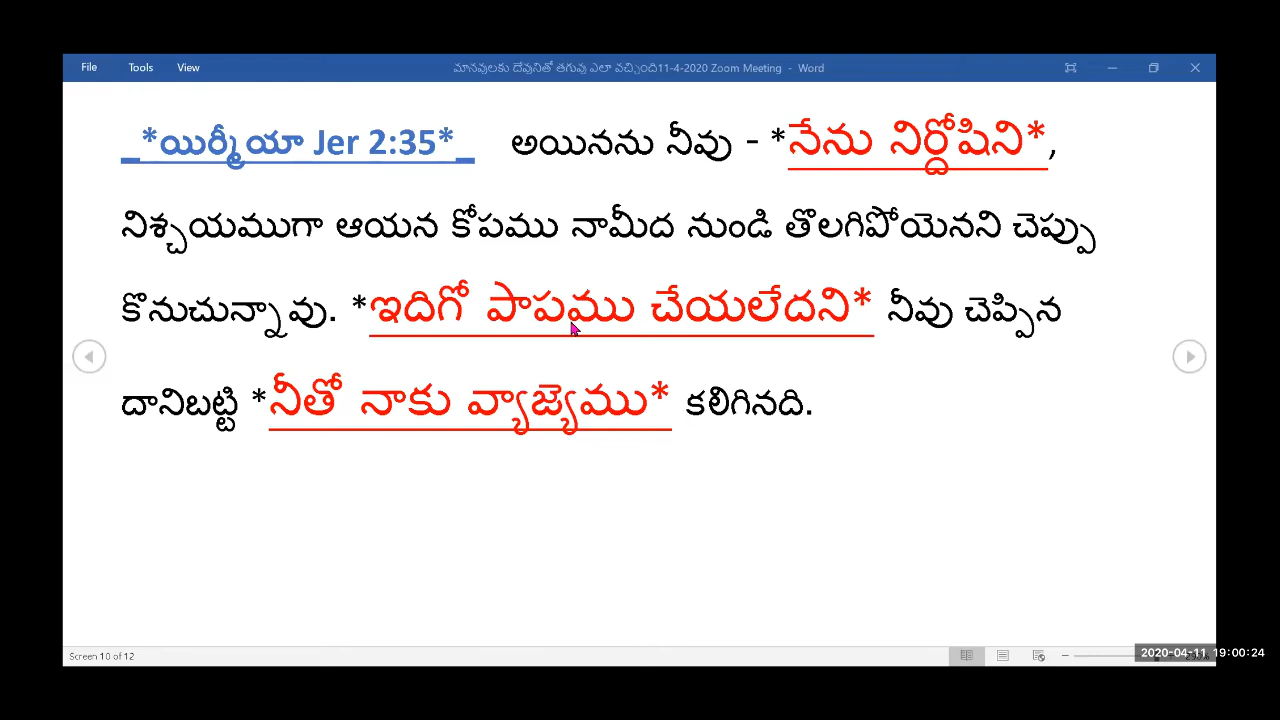 File Tools View మానవులకు దేవునితో తగువు ఎలా వచ్చింది11-4-2020 Zoom Meeting - Word
_*యిర్మీయా Jer 2:35*_ అయినను నీవు - *నేను నిర్దోషిని*,
నిశ్చయముగా ఆయన కోపము నామీద నుండి తొలగిపోయెనని చెప్పు
కొనుచున్నావు. *ఇదిగో పాపము చేయలేదని* నీవు చెప్పిన
దానిబట్టి *నీతో నాకు వ్యాజ్యెము* కలిగినది.
Screen 10 of 12
2020-04-11 19:00:24